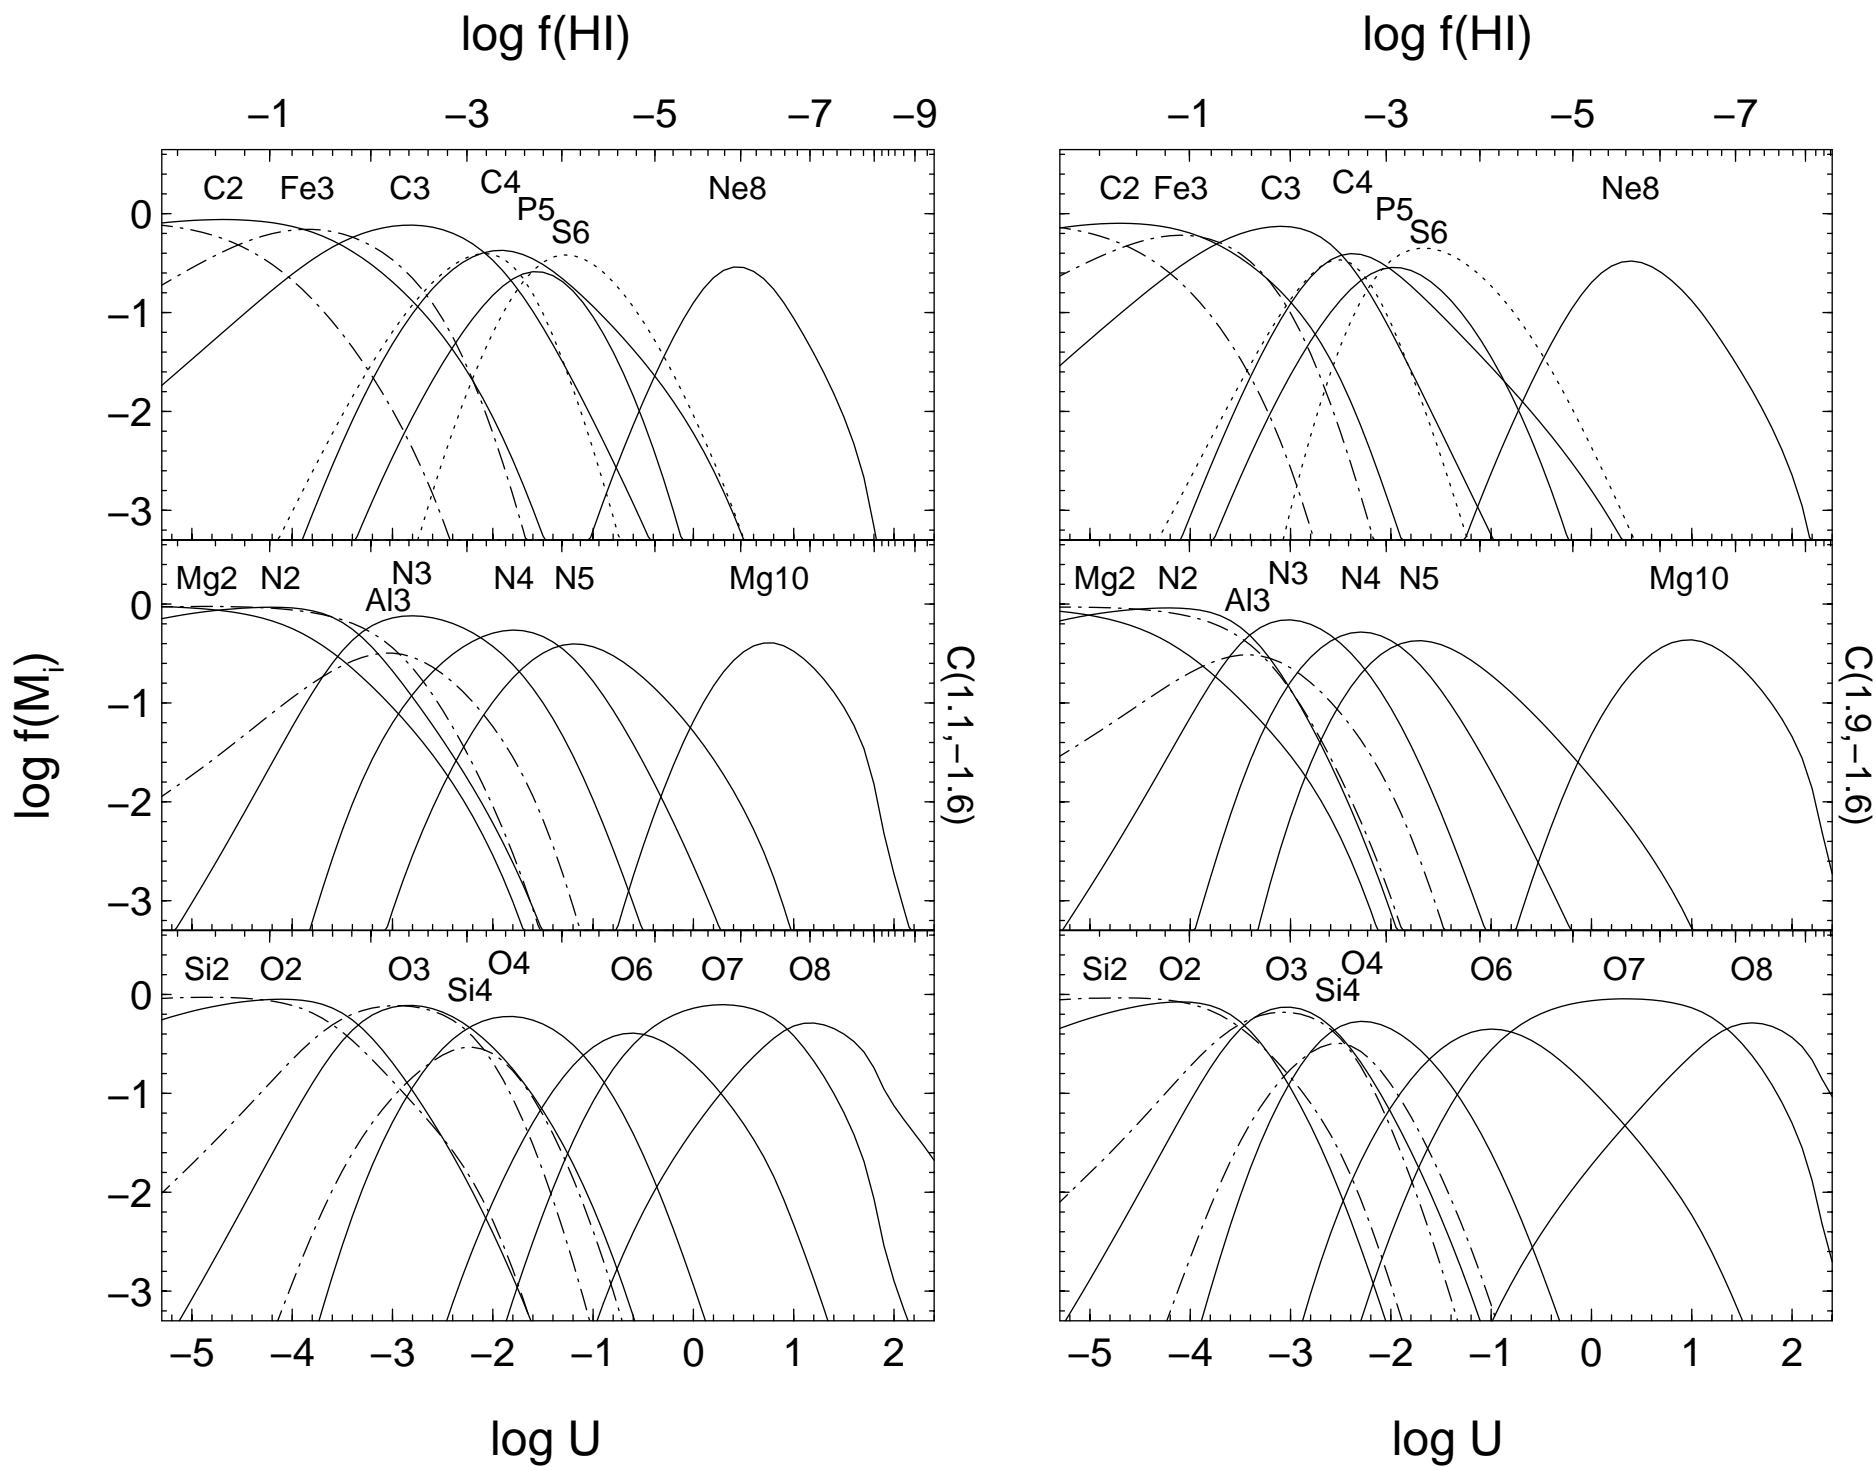 log f(HI)
−1 −3 −5 −7 −9
C2 Fe3 C3 C4 P5 S6 Ne8
0
−1
−2
−3
Mg2 N2 Al3 N3 N4 N5 Mg10
0
−1
−2
−3
Si2 O2 O3 Si4 O4 O6 O7 O8
0
−1
−2
−3
−5 −4 −3 −2 −1 0 1 2
log U
log f(Mi)
C(1.1,−1.6)
log f(HI)
−1 −3 −5 −7
C2 Fe3 C3 C4 P5 S6 Ne8
Mg2 N2 Al3 N3 N4 N5 Mg10
Si2 O2 O3 Si4 O4 O6 O7 O8
−5 −4 −3 −2 −1 0 1 2
log U
C(1.9,−1.6)